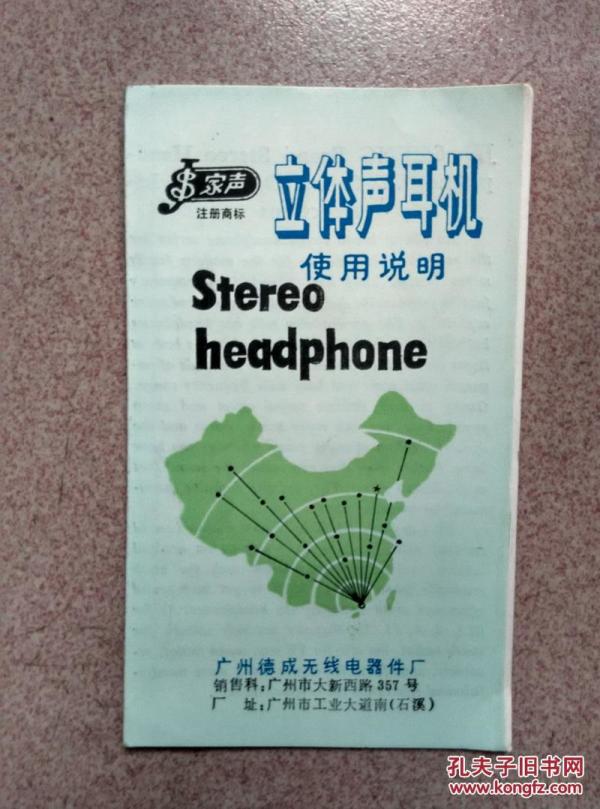 家声
注册商标
立体声耳机
使用说明
Stereo
headphone
广州德成无线电器件厂
销售科:广州市大新西路 357 号
厂 址:广州市工业大道南(石溪)
孔夫子旧书网
www.kongfz.com